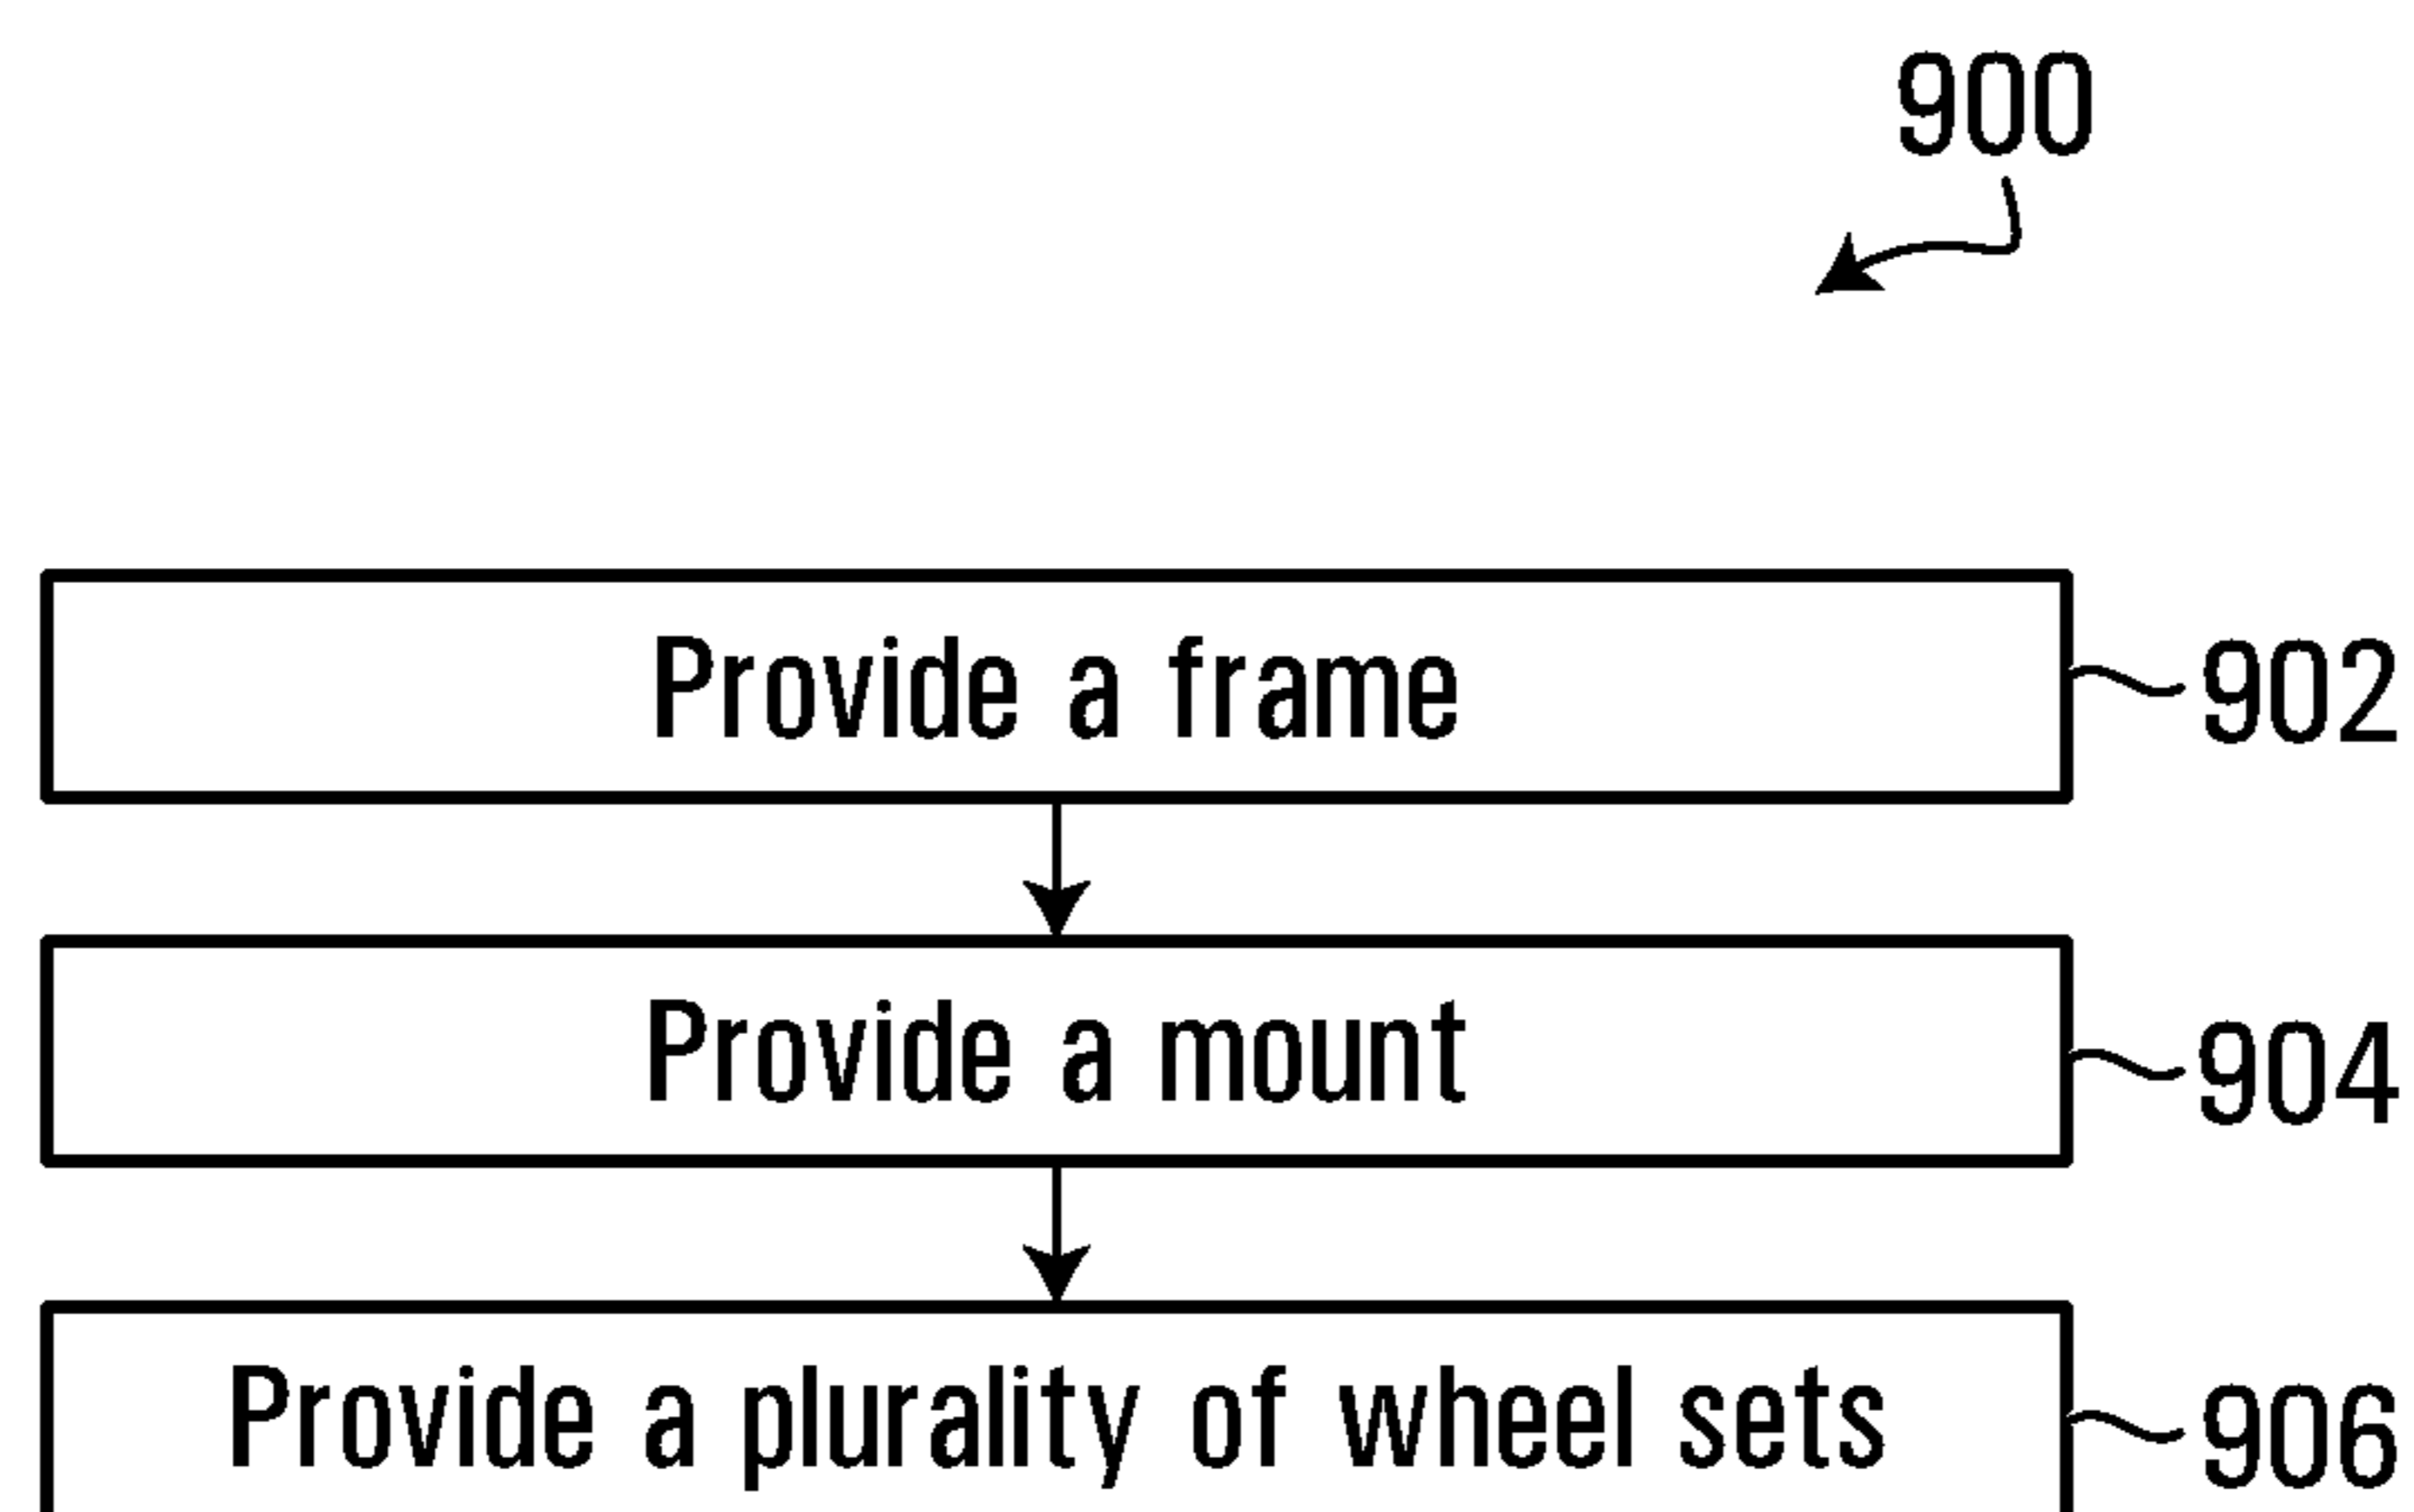 900
Provide a frame
902
Provide a mount
904
Provide a plurality of wheel sets
906